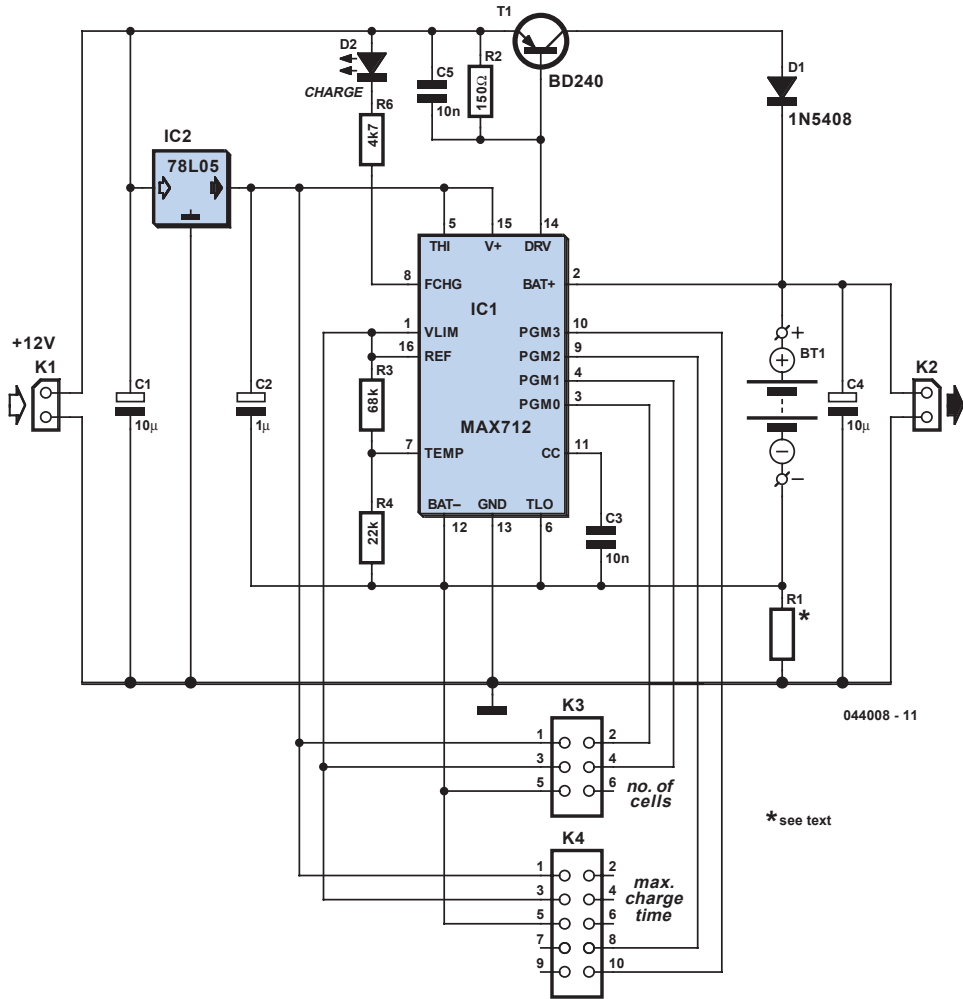 T1
BD240
D2
CHARGE
C5
10n
R2
150Ω
D1
1N5408
R6
4k7
IC2
78L05
5
15
14
THI
V+
DRV
8
FCHG
BAT+
2
IC1
1
VLIM
PGM3
10
16
REF
PGM2
9
PGM1
4
PGM0
3
R3
68k
MAX712
7
TEMP
CC
11
R4
22k
BAT–
GND
TLO
12
13
6
C3
10n
+12V
K1
C1
10µ
C2
1µ
+
BT1
–
C4
10µ
K2
R1
*
044008 - 11
K3
1
2
3
4
5
6
no. of
cells
*see text
K4
1
2
3
4
5
6
7
8
9
10
max.
charge
time